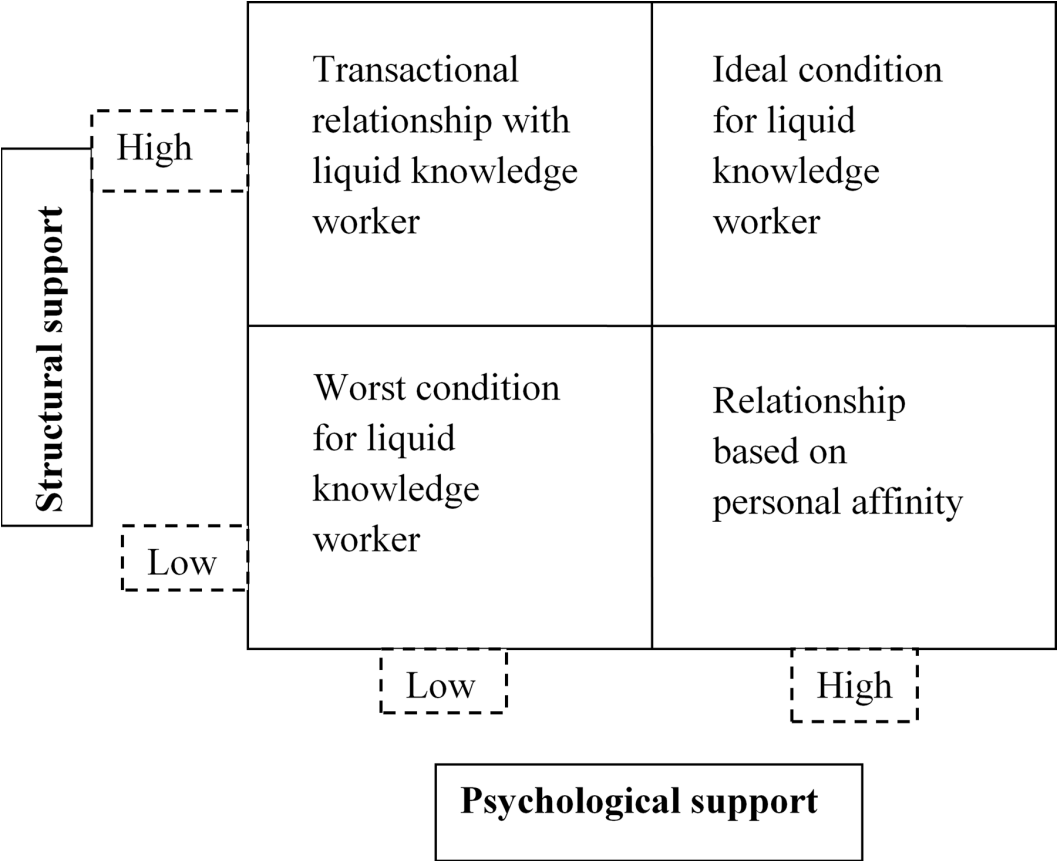 Transactional
relationship with
liquid knowledge
worker
Ideal condition
for liquid
knowledge
worker
High
Structural support
Worst condition
for liquid
knowledge
worker
Relationship
based on
personal affinity
Low
Low
High
Psychological support